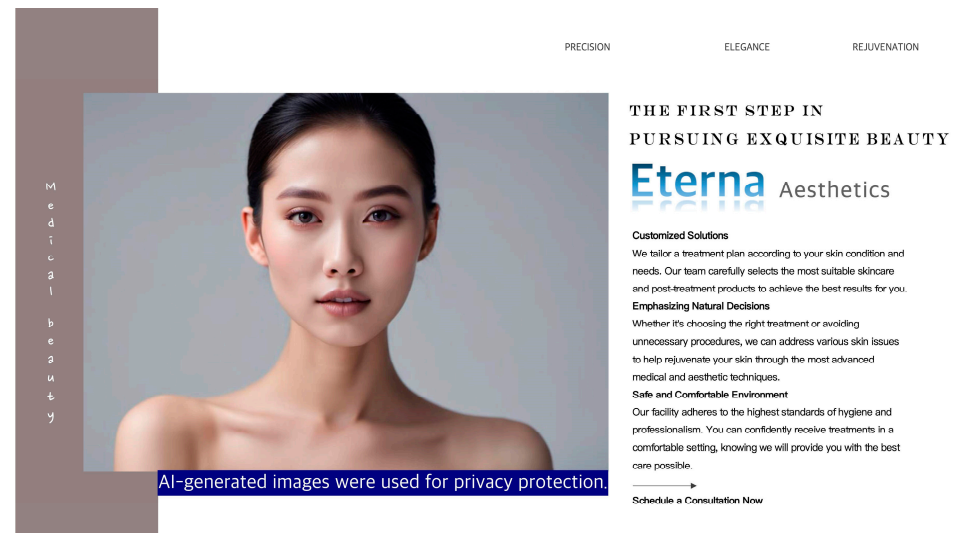 PRECISION ELEGANCE REJUVENATION
Medical beauty
THE FIRST STEP IN
PURSUING EXQUISITE BEAUTY
Eterna Aesthetics
Customized Solutions
We tailor a treatment plan according to your skin condition and
needs. Our team carefully selects the most suitable skincare
and post-treatment products to achieve the best results for you.
Emphasizing Natural Decisions
Whether it's choosing the right treatment or avoiding
unnecessary procedures, we can address various skin issues
to help rejuvenate your skin through the most advanced
medical and aesthetic techniques.
Safe and Comfortable Environment
Our facility adheres to the highest standards of hygiene and
professionalism. You can confidently receive treatments in a
comfortable setting, knowing we will provide you with the best
care possible.
Schedule a Consultation Now
AI-generated images were used for privacy protection.